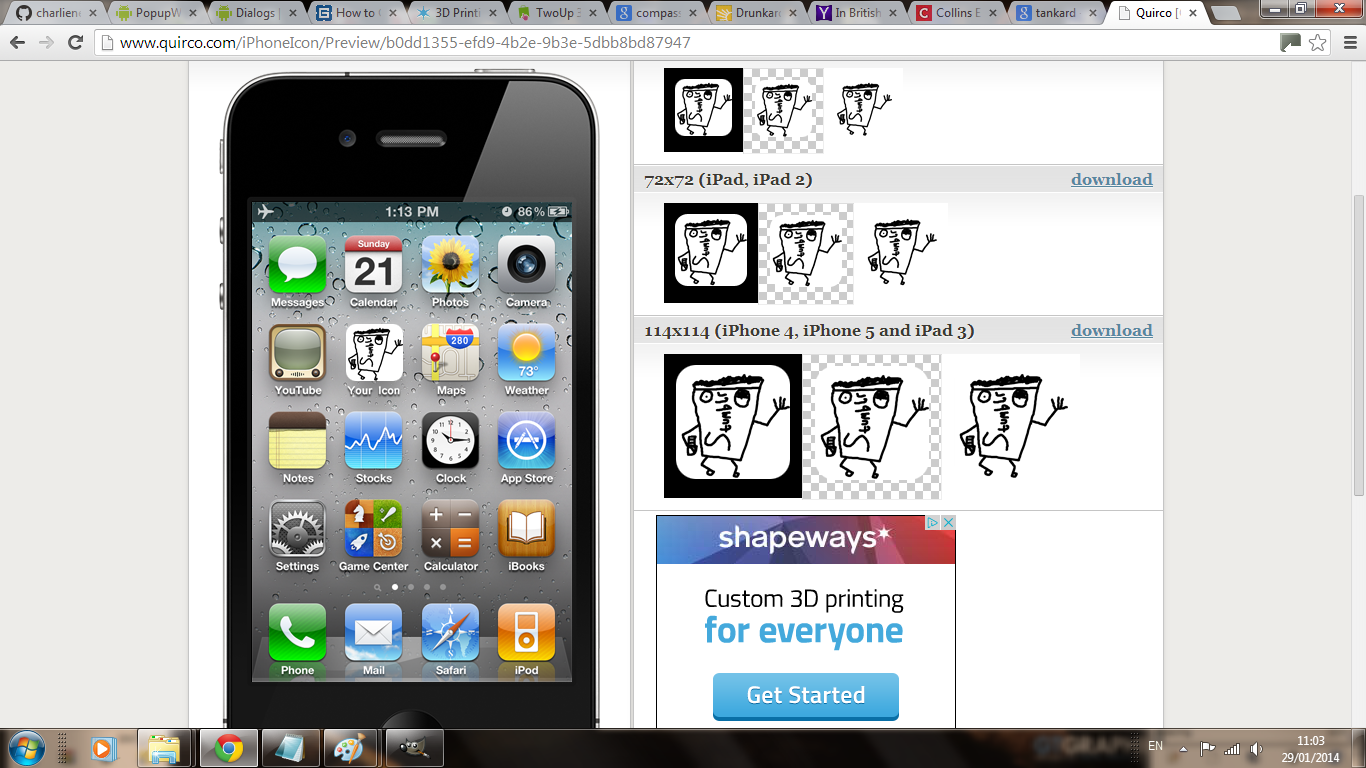 charliene
PopupW
Dialogs |
How to
3D Printi
TwoUp 3
compass
Drunkar
In British
Collins E
tankard
Quirco [
www.quirco.com/iPhoneIcon/Preview/b0dd1355-efd9-4b2e-9b3e-5dbb8bd87947
1:13 PM
86%
Sunday
21
Messages
Calendar
Photos
Camera
280
73°
YouTube
Your Icon
Maps
Weather
Notes
Stocks
Clock
App Store
Settings
Game Center
Calculator
iBooks
Phone
Mail
Safari
iPod
72x72 (iPad, iPad 2)
download
114x114 (iPhone 4, iPhone 5 and iPad 3)
download
shapeways*
Custom 3D printing
for everyone
Get Started
EN
11:03
29/01/2014